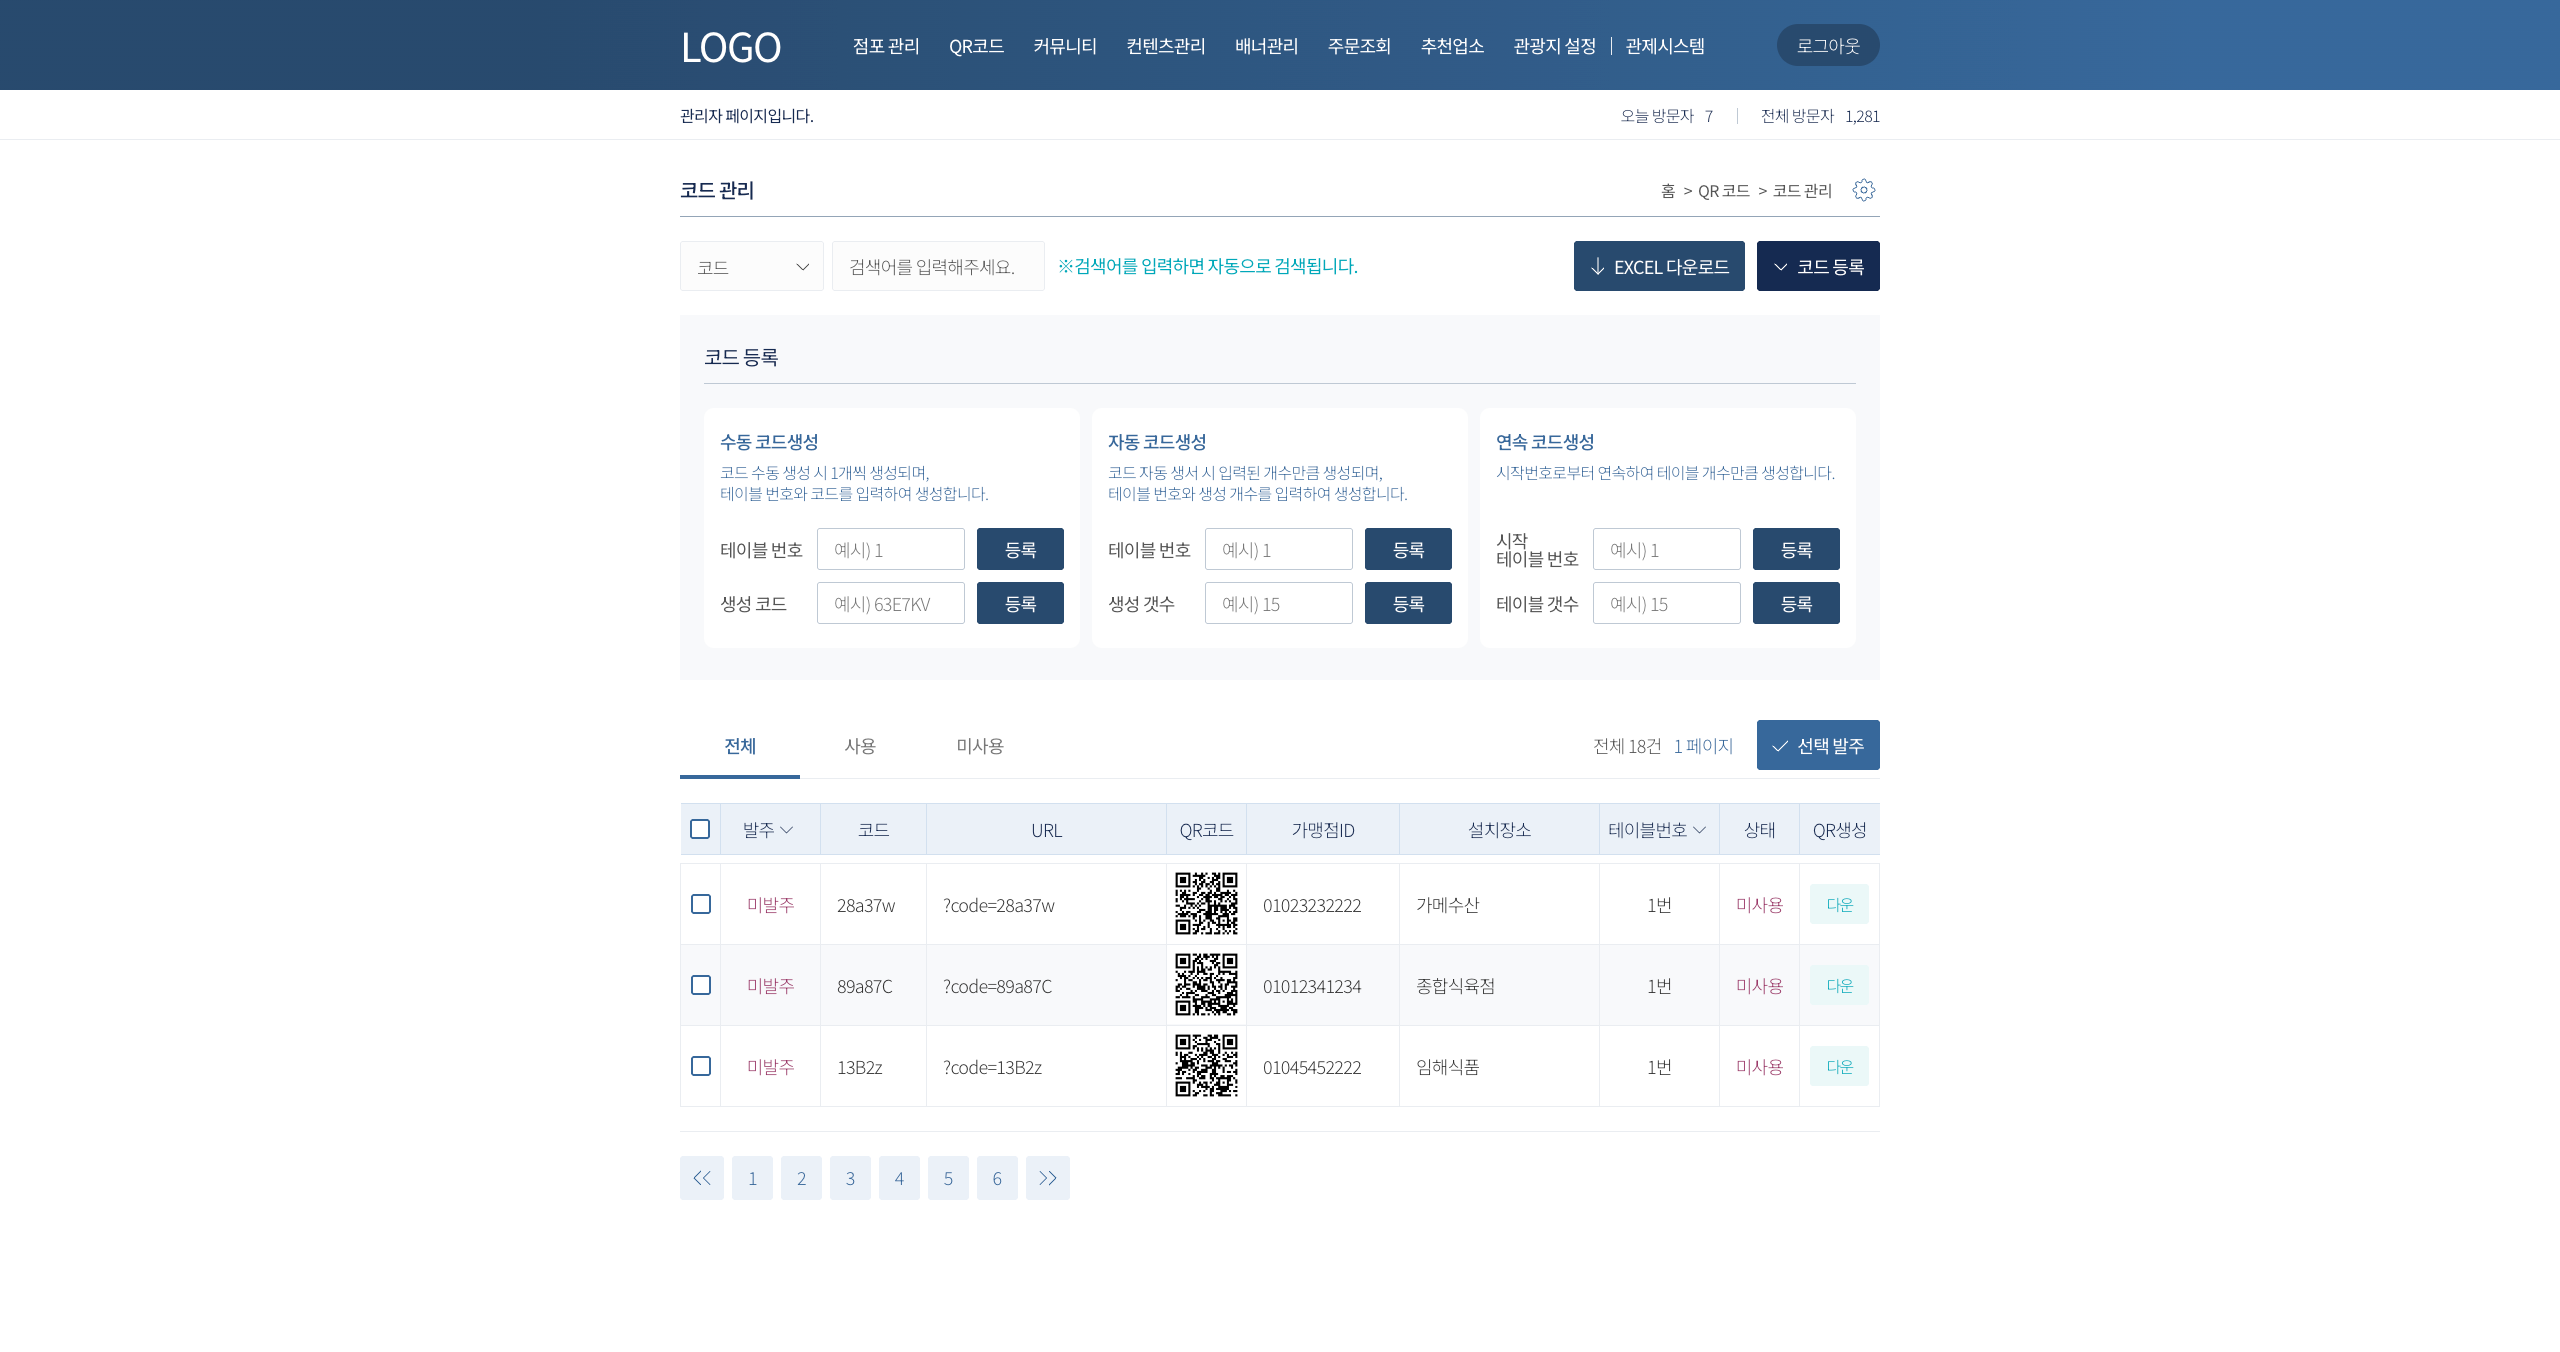 LOGO 점포 관리 QR코드 커뮤니티 컨텐츠관리 배너관리 주문조회 추천업소 관광지 설정 관제시스템 로그아웃
관리자 페이지입니다. 오늘 방문자 7 전체 방문자 1,281
코드 관리 홈 > QR 코드 > 코드 관리
코드 검색어를 입력해주세요. ※검색어를 입력하면 자동으로 검색됩니다. EXCEL 다운로드 코드 등록
코드 등록
수동 코드생성
코드 수동 생성 시 1개씩 생성되며,
테이블 번호와 코드를 입력하여 생성합니다.
테이블 번호 예시) 1 등록
생성 코드 예시) 63E7KV 등록
자동 코드생성
코드 자동 생서 시 입력된 개수만큼 생성되며,
테이블 번호와 생성 개수를 입력하여 생성합니다.
테이블 번호 예시) 1 등록
생성 갯수 예시) 15 등록
연속 코드생성
시작번호로부터 연속하여 테이블 개수만큼 생성합니다.
시작
테이블 번호 예시) 1 등록
테이블 갯수 예시) 15 등록
전체 사용 미사용 전체 18건 1 페이지 선택 발주
발주 코드 URL QR코드 가맹점ID 설치장소 테이블번호 상태 QR생성
미발주 28a37w ?code=28a37w 01023232222 가메수산 1번 미사용 다운
미발주 89a87C ?code=89a87C 01012341234 종합식육점 1번 미사용 다운
미발주 13B2z ?code=13B2z 01045452222 임해식품 1번 미사용 다운
1 2 3 4 5 6